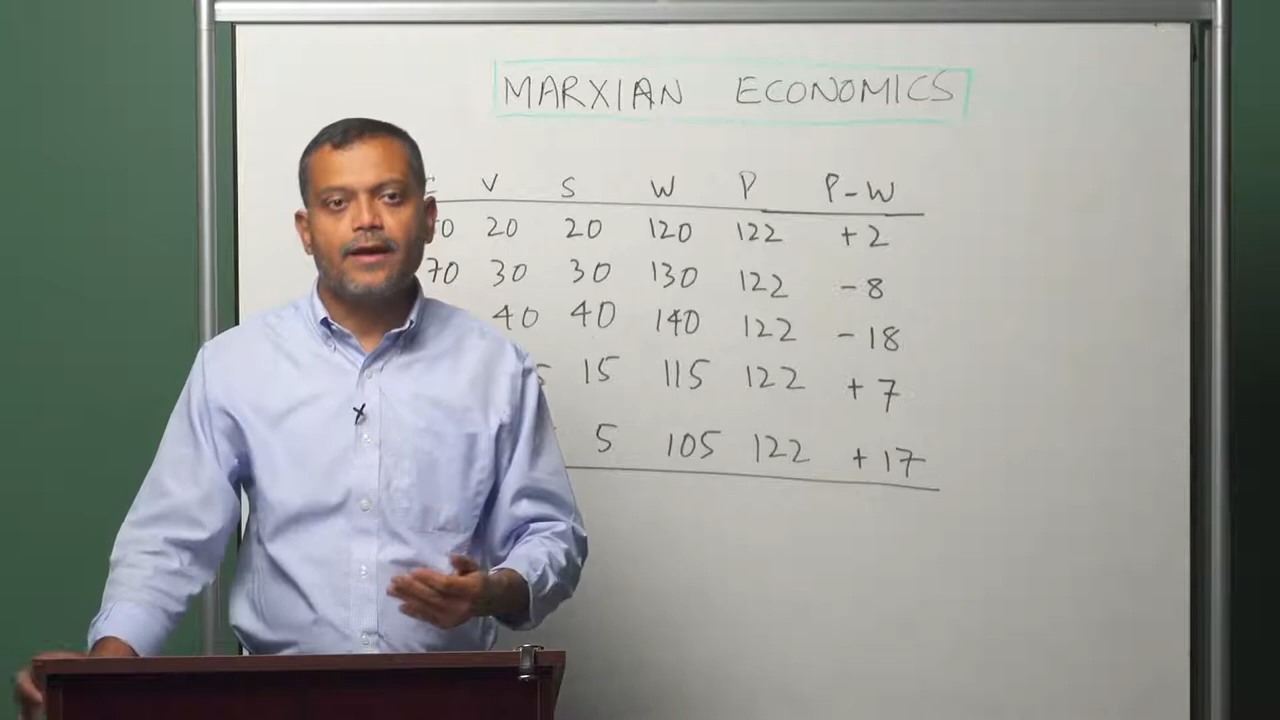 MARXIAN ECONOMICS
V S W P P-W
20 20 120 122 +2
70 30 30 130 122 -8
40 40 140 122 -18
15 115 122 +7
5 105 122 +17